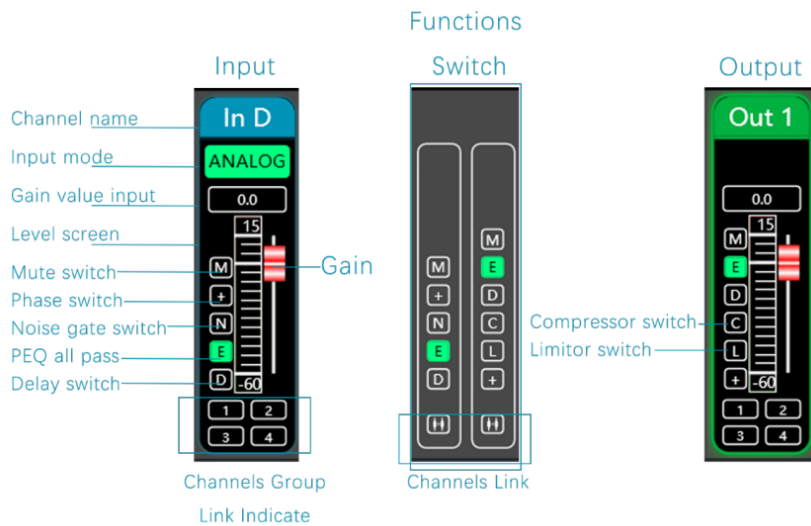 Functions
Input
Switch
Output
Channel name
In D
Out 1
Input mode
ANALOG
Gain value input
0.0
0.0
Level screen
15
15
M
M
E
Mute switch
M
Gain
M
E
Phase switch
+
+
D
D
Noise gate switch
N
N
C
Compressor switch
C
PEQ all pass
E
E
L
Limitor switch
L
Delay switch
D
-60
D
+
+
-60
1 2
1 2
3 4
3 4
Channels Group
Link Indicate
Channels Link